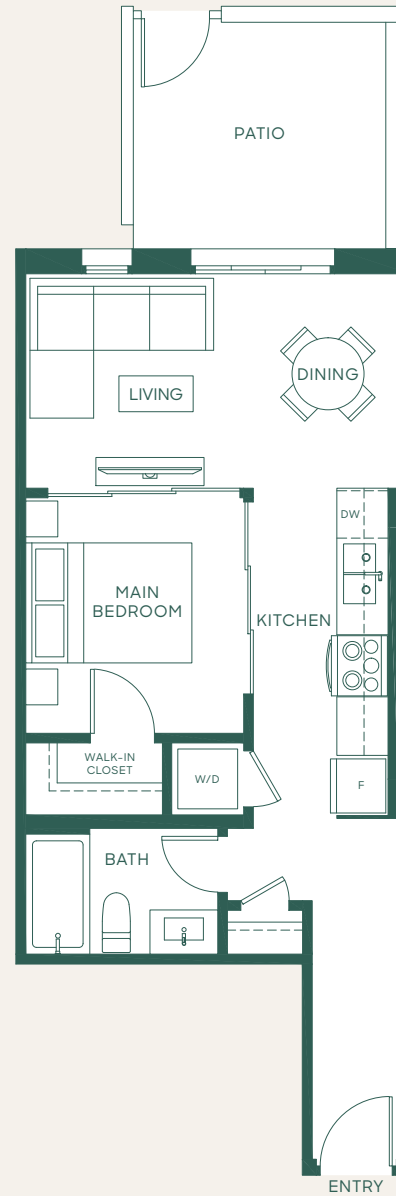 PATIO
LIVING
DINING
DW
MAIN
BEDROOM
KITCHEN
WALK-IN
CLOSET
W/D
F
BATH
ENTRY